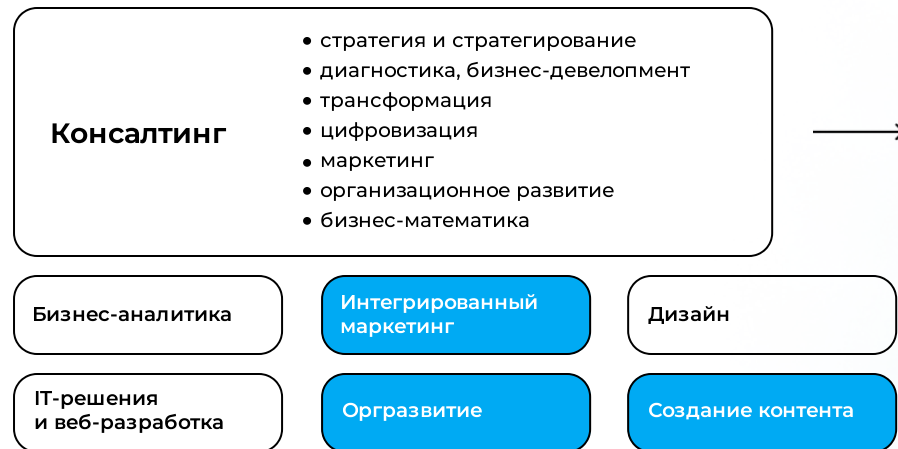 Консалтинг
• стратегия и стратегирование
• диагностика, бизнес-девелопмент
• трансформация
• цифровизация
• маркетинг
• организационное развитие
• бизнес-математика
Бизнес-аналитика
Интегрированный
маркетинг
Дизайн
IT-решения
и веб-разработка
Оргразвитие
Создание контента